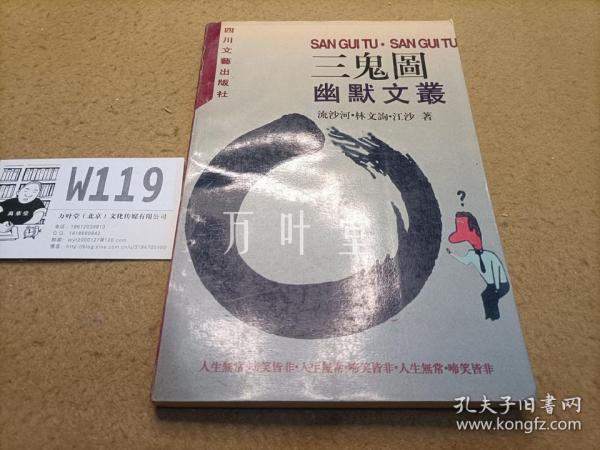 四川文藝出版社
SAN GUI TU · SAN GUI TU
三鬼圖
幽默文叢
流沙河·林文詢·江沙 著
?
万叶堂
人生無常·啼笑皆非·人生無常·啼笑皆非·人生無常·啼笑皆非
W119
万叶堂（北京）文化传媒有限公司
孔夫子旧书网
www.kongfz.com